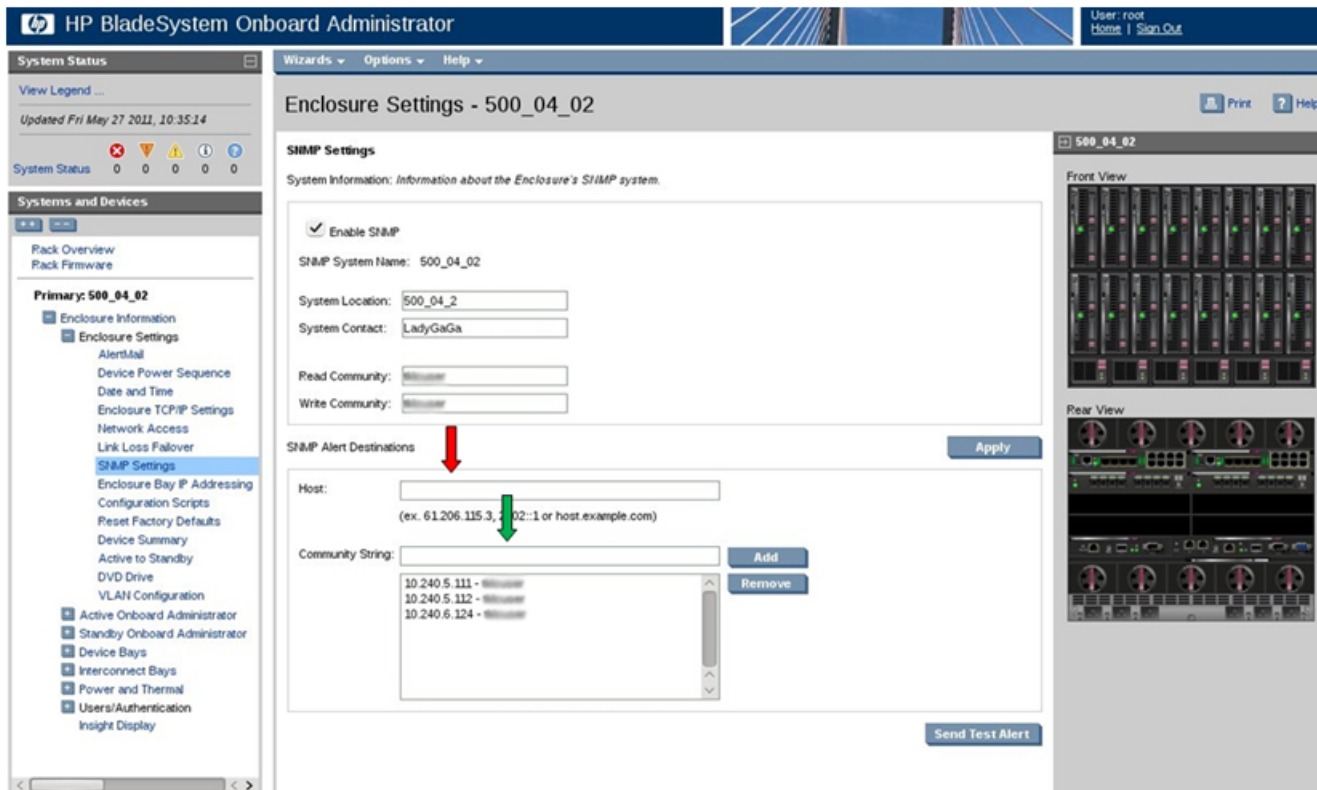 hp HP BladeSystem Onboard Administrator
User: root
Home | Sign Out
System Status
View Legend ...
Updated Fri May 27 2011, 10:35:14
System Status 0 0 0 0 0
Systems and Devices
Rack Overview
Rack Firmware
Primary: 500_04_02
Enclosure Information
Enclosure Settings
AlertMail
Device Power Sequence
Date and Time
Enclosure TCP/IP Settings
Network Access
Link Loss Failover
SNMP Settings
Enclosure Bay IP Addressing
Configuration Scripts
Reset Factory Defaults
Device Summary
Active to Standby
DVD Drive
VLAN Configuration
Active Onboard Administrator
Standby Onboard Administrator
Device Bays
Interconnect Bays
Power and Thermal
Users/Authentication
Insight Display
Wizards Options Help
Enclosure Settings - 500_04_02
Print Help
SNMP Settings
System Information: Information about the Enclosure's SNMP system.
Enable SNMP
SNMP System Name: 500_04_02
System Location: 500_04_2
System Contact: LadyGaGa
Read Community:
Write Community:
SNMP Alert Destinations
Apply
Host:
(ex. 61.206.115.3, 02::1 or host.example.com)
Community String:
Add
10.240.5.111 -
10.240.5.112 -
10.240.6.124 -
Remove
Send Test Alert
500_04_02
Front View
Rear View